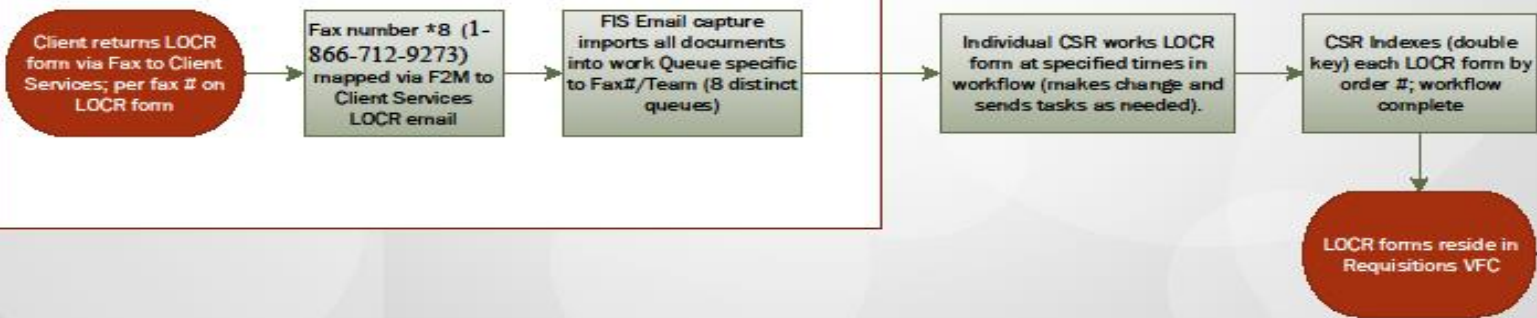 Client returns LOCR
form via Fax to Client
Services; per fax # on
LOCR form
Fax number *8 (1-
866-712-9273)
mapped via F2M to
Client Services
LOCR email
FIS Email capture
imports all documents
into work Queue specific
to Fax#/Team (8 distinct
queues)
Individual CSR works LOCR
form at specified times in
workflow (makes change and
sends tasks as needed).
CSR Indexes (double
key) each LOCR form by
order #; workflow
complete
LOCR forms reside in
Requisitions VFC